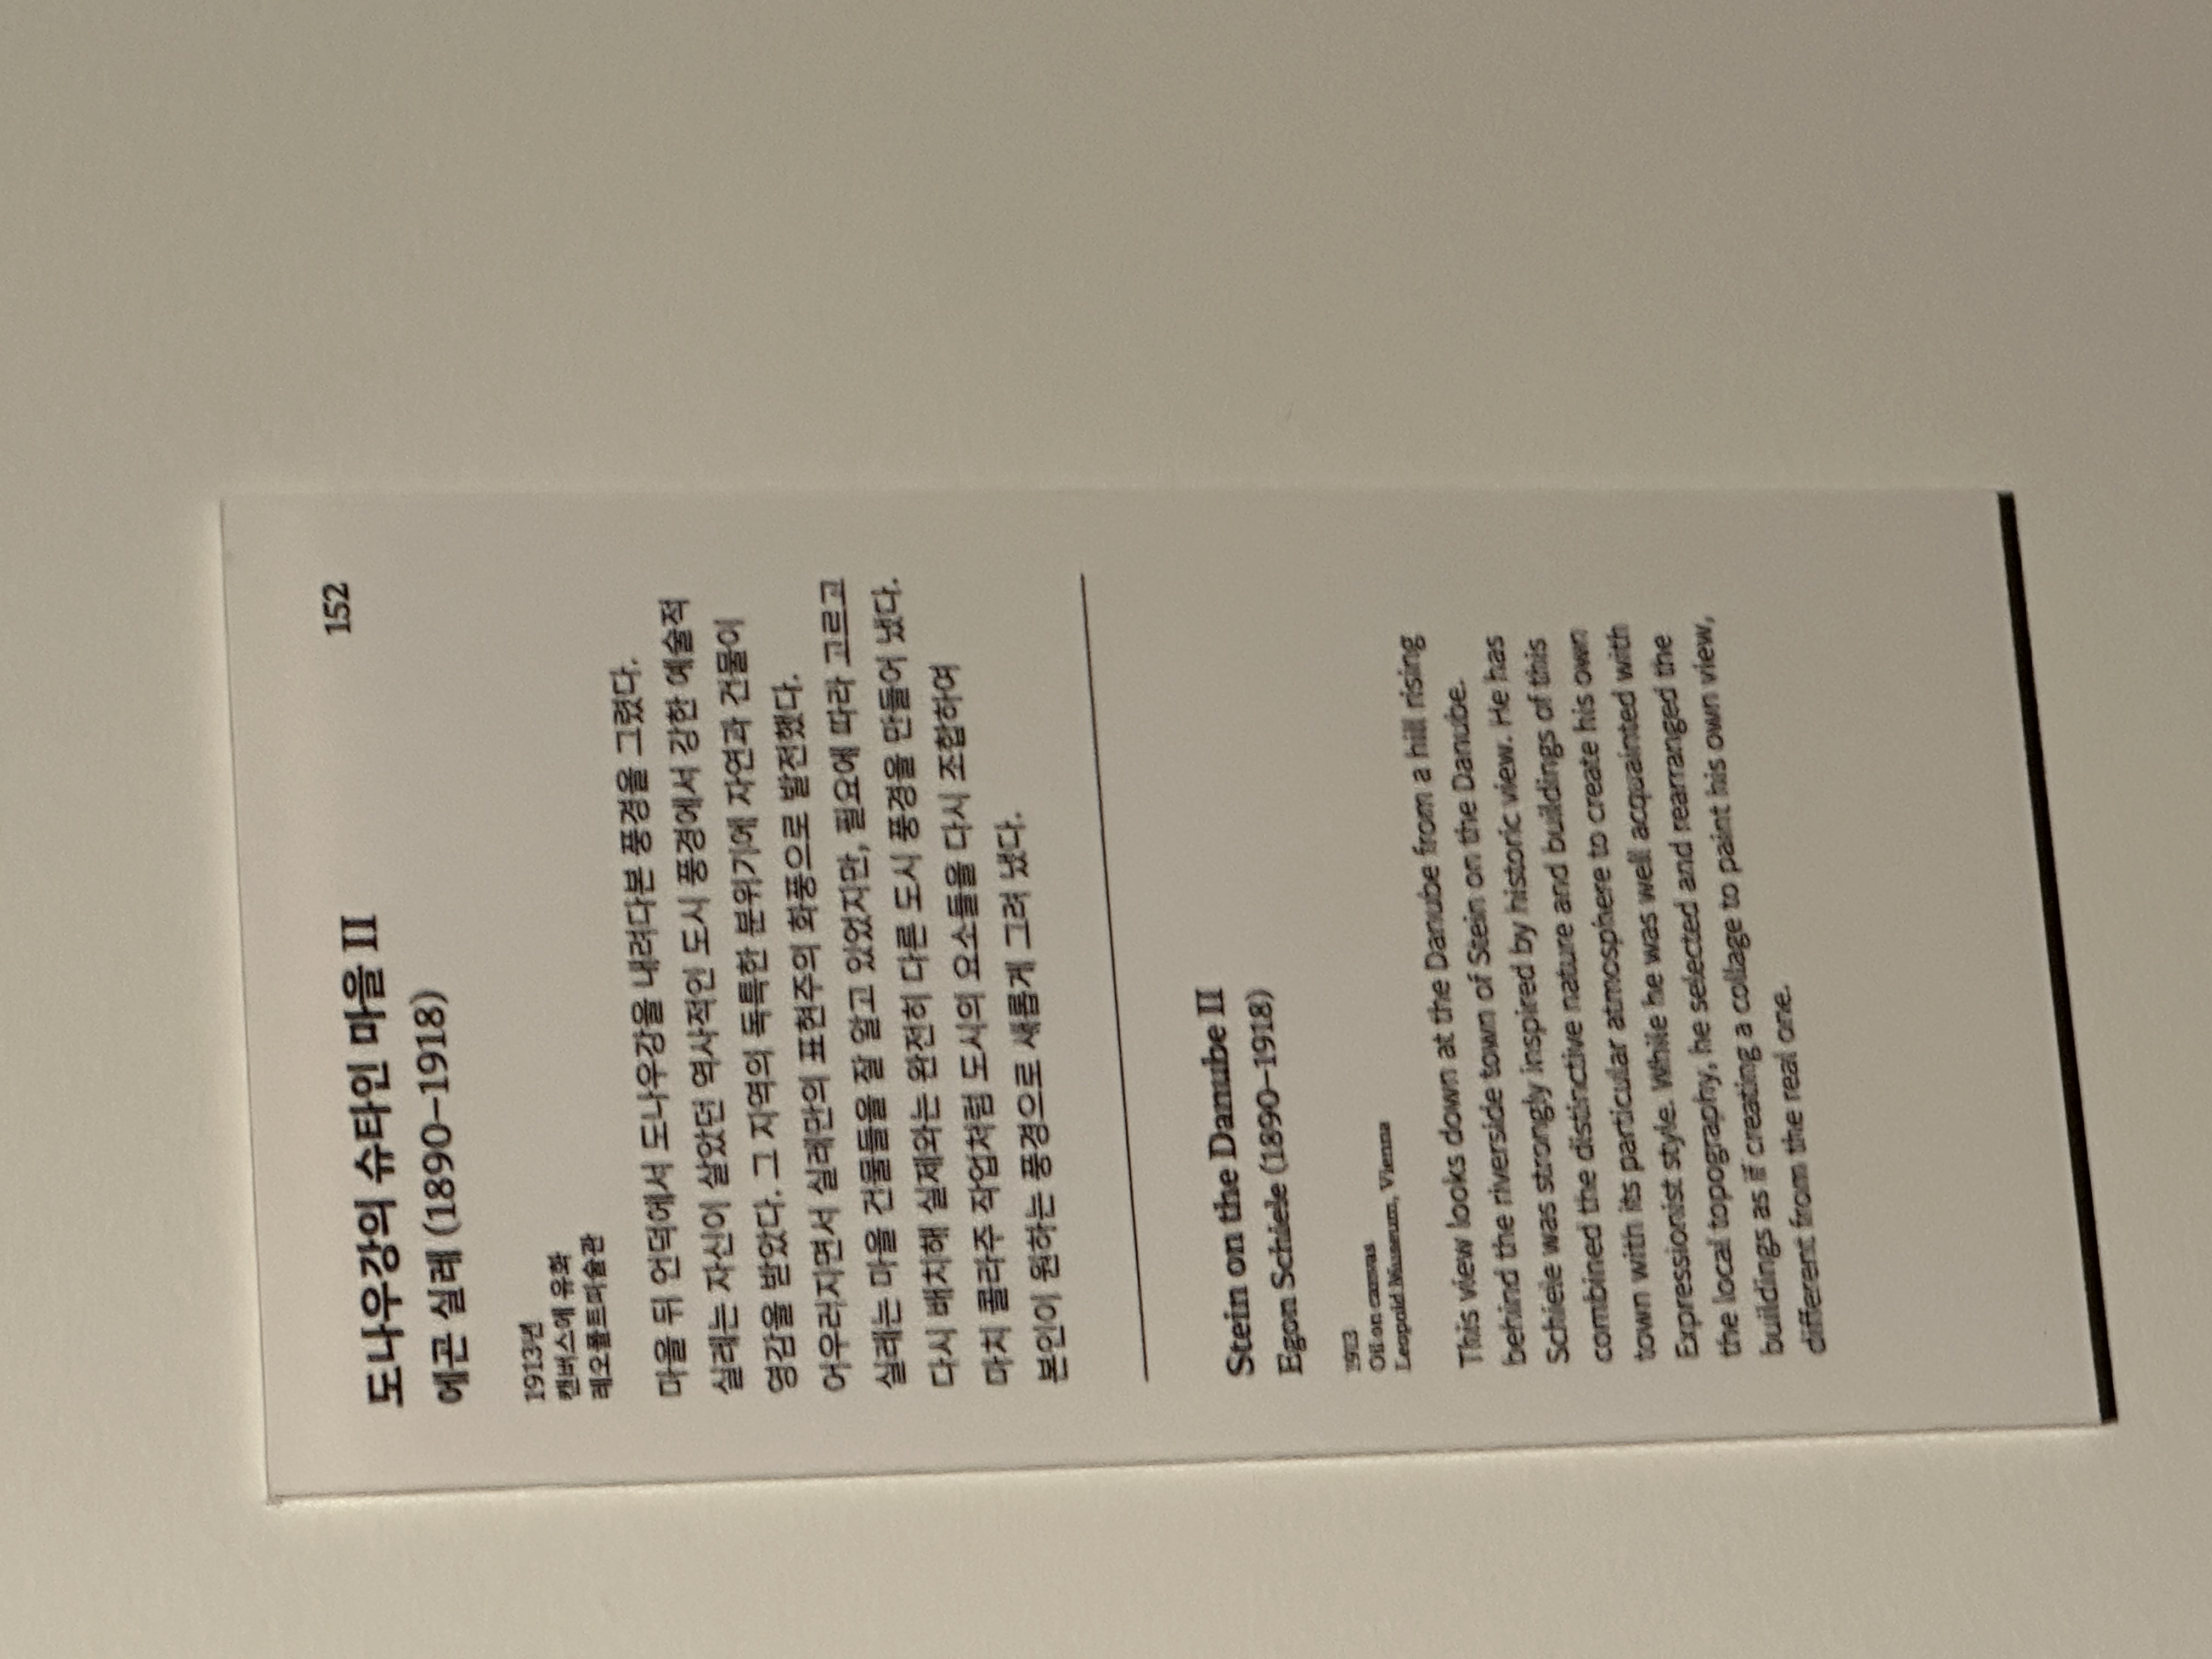 도나우강의 슈타인 마을 II
152
에곤 실레 (1890–1918)
1913년
캔버스에 유화
레오폴트미술관
마을 뒤 언덕에서 도나우강을 내려다본 풍경을 그렸다.
실레는 자신이 살았던 역사적인 도시 풍경에서 강한 예술적
영감을 받았다. 그 지역의 독특한 분위기에 자연과 건물이
어우러지면서 실레만의 표현주의 화풍으로 발전했다.
실레는 마을 건물들을 잘 알고 있었지만, 필요에 따라 고르고
다시 배치해 실제와는 완전히 다른 도시 풍경을 만들어 냈다.
마치 콜라주 작업처럼 도시의 요소들을 다시 조합하여
본인이 원하는 풍경으로 새롭게 그려 냈다.
Stein on the Danube II
Egon Schiele (1890–1918)
1913
Oil on canvas
Leopold Museum, Vienna
This view looks down at the Danube from a hill rising
behind the riverside town of Stein on the Danube.
Schiele was strongly inspired by historic view. He has
combined the distinctive nature and buildings of this
town with its particular atmosphere to create his own
Expressionist style. While he was well acquainted with
the local topography, he selected and rearranged the
buildings as if creating a collage to paint his own view,
different from the real one.